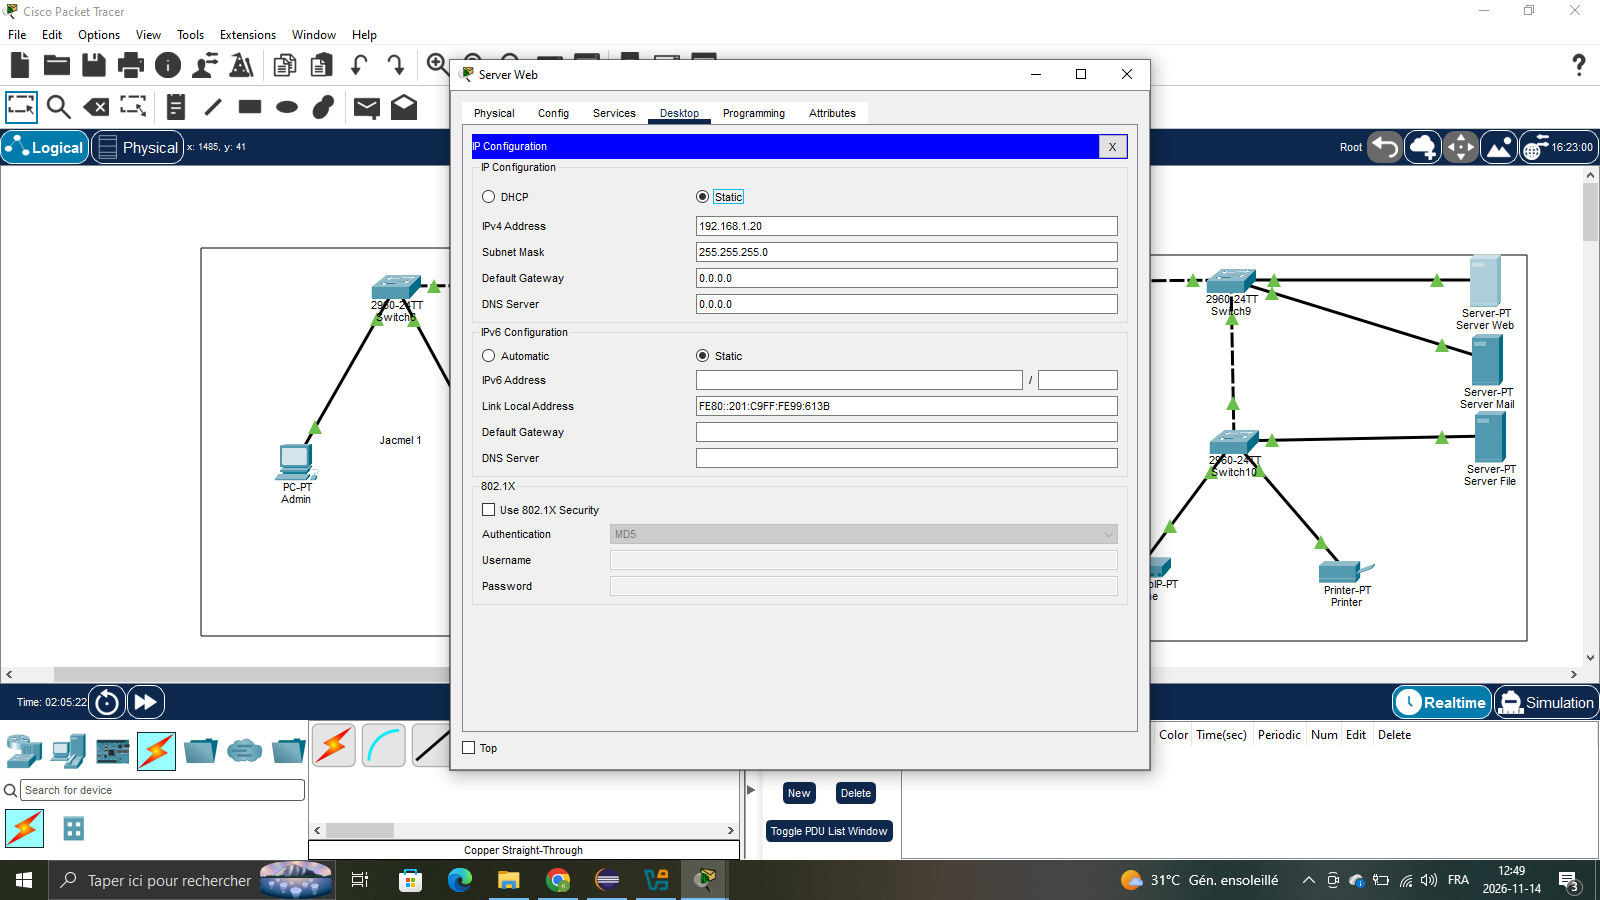 Cisco Packet Tracer
File Edit Options View Tools Extensions Window Help
?
Server Web
Physical Config Services Desktop Programming Attributes
Logical Physical x: 1485, y: 41
Root 16:23:00
IP Configuration X
IP Configuration
DHCP Static
IPv4 Address 192.168.1.20
Subnet Mask 255.255.255.0
Default Gateway 0.0.0.0
DNS Server 0.0.0.0
IPv6 Configuration
Automatic Static
IPv6 Address /
Link Local Address FE80::201:C9FF:FE99:613B
Default Gateway
DNS Server
802.1X
Use 802.1X Security
Authentication MD5
Username
Password
Top
2960-24TT
Switch8
Jacmel 1
PC-PT
Admin
2960-24TT
Switch9
Server-PT
Server Web
Server-PT
Server Mail
2960-24TT
Switch10
Server-PT
Server File
Printer-PT
Printer
Time: 02:05:22
Realtime Simulation
Color Time(sec) Periodic Num Edit Delete
Search for device
New Delete
Toggle PDU List Window
Copper Straight-Through
Taper ici pour rechercher
31°C Gén. ensoleillé
FRA
12:49
2026-11-14
3